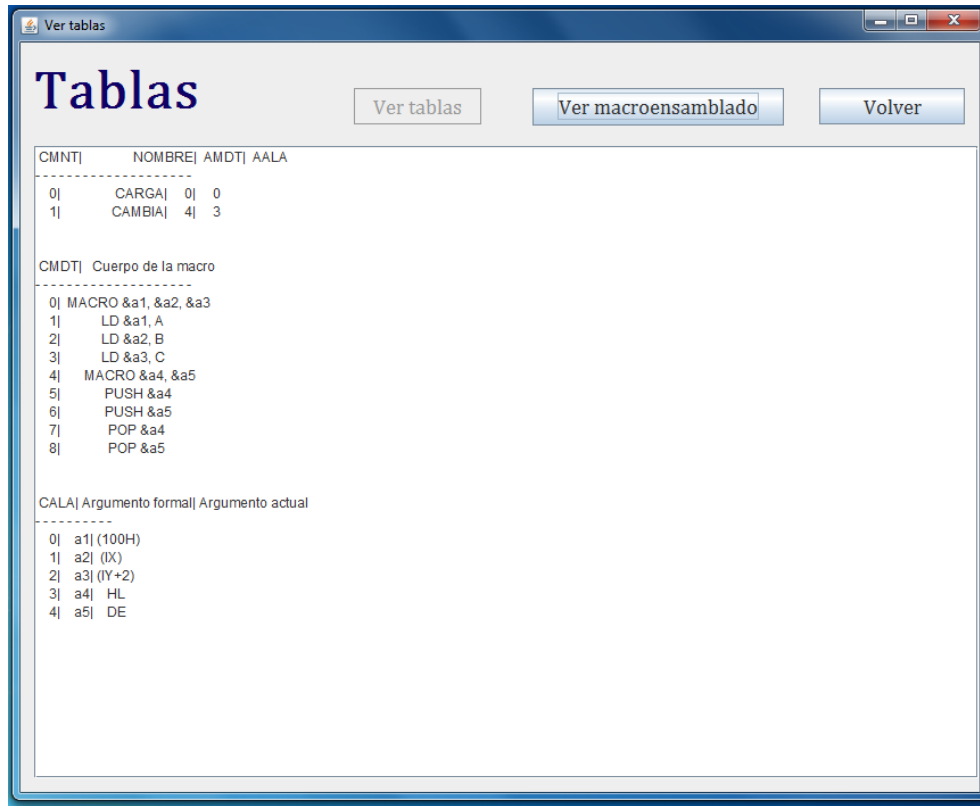 Ver tablas
Tablas
Ver tablas
Ver macroensamblado
Volver
CMNT| NOMBRE| AMDT| AALA
- - - - - - - - - - - - - - - - - - - - -
0| CARGA| 0| 0
1| CAMBIA| 4| 3
CMDT| Cuerpo de la macro
- - - - - - - - - - - - - - - - - - - - -
0| MACRO &a1, &a2, &a3
1| LD &a1, A
2| LD &a2, B
3| LD &a3, C
4| MACRO &a4, &a5
5| PUSH &a4
6| PUSH &a5
7| POP &a4
8| POP &a5
CALA| Argumento formal| Argumento actual
- - - - - - - - - -
0| a1| (100H)
1| a2| (IX)
2| a3| (IY+2)
3| a4| HL
4| a5| DE